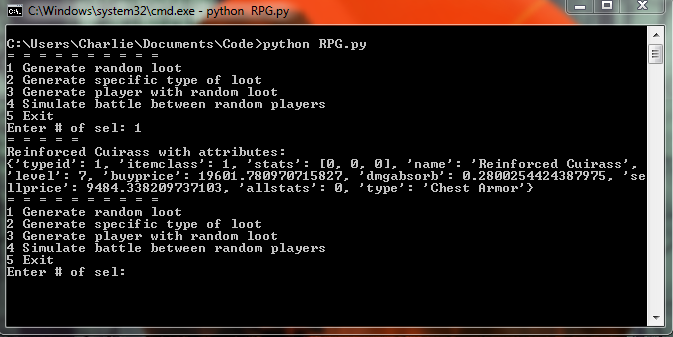 C:\Windows\system32\cmd.exe - python  RPG.py
C:\Users\Charlie\Documents\Code>python RPG.py
= = = = = = = = = =
1 Generate random loot
2 Generate specific type of loot
3 Generate player with random loot
4 Simulate battle between random players
5 Exit
Enter # of sel: 1
= = = = =
Reinforced Cuirass with attributes:
{'typeid': 1, 'itemclass': 1, 'stats': [0, 0, 0], 'name': 'Reinforced Cuirass',
'level': 7, 'buyprice': 19601.780970715827, 'dmgabsorb': 0.2800254424387975, 'se
llprice': 9484.338209737103, 'allstats': 0, 'type': 'Chest Armor'}
= = = = = = = = = =
1 Generate random loot
2 Generate specific type of loot
3 Generate player with random loot
4 Simulate battle between random players
5 Exit
Enter # of sel: